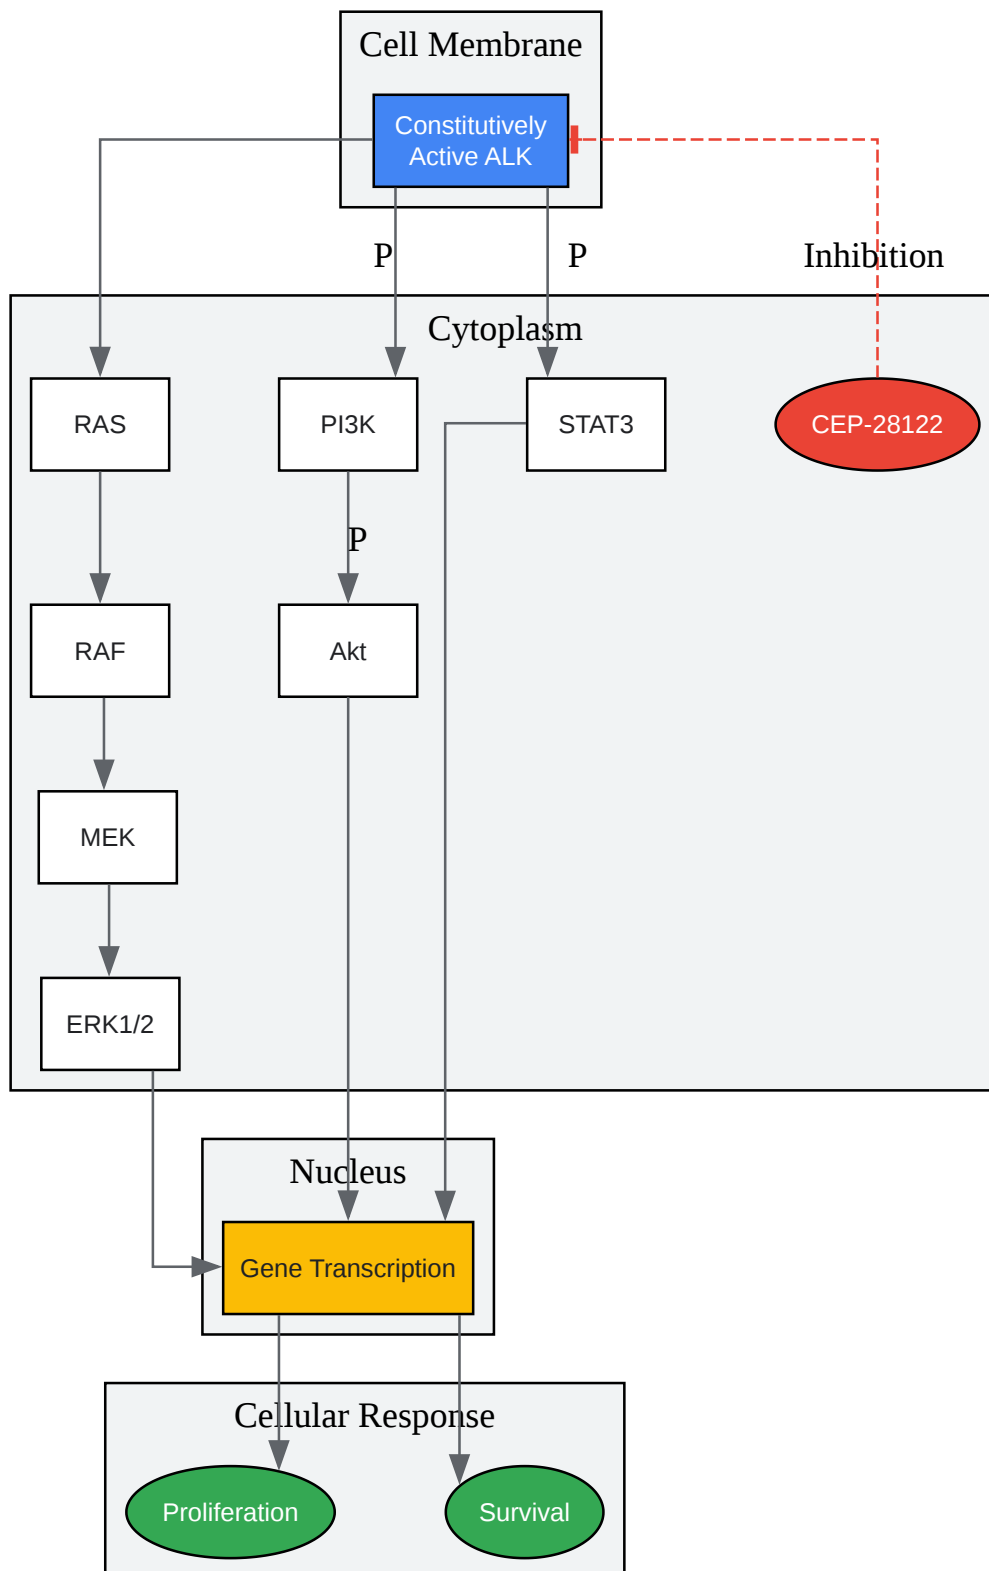 Cell Membrane
Constitutively
Active ALK
P
P
Inhibition
Cytoplasm
RAS
PI3K
STAT3
CEP-28122
P
RAF
Akt
MEK
ERK1/2
Nucleus
Gene Transcription
Cellular Response
Proliferation
Survival